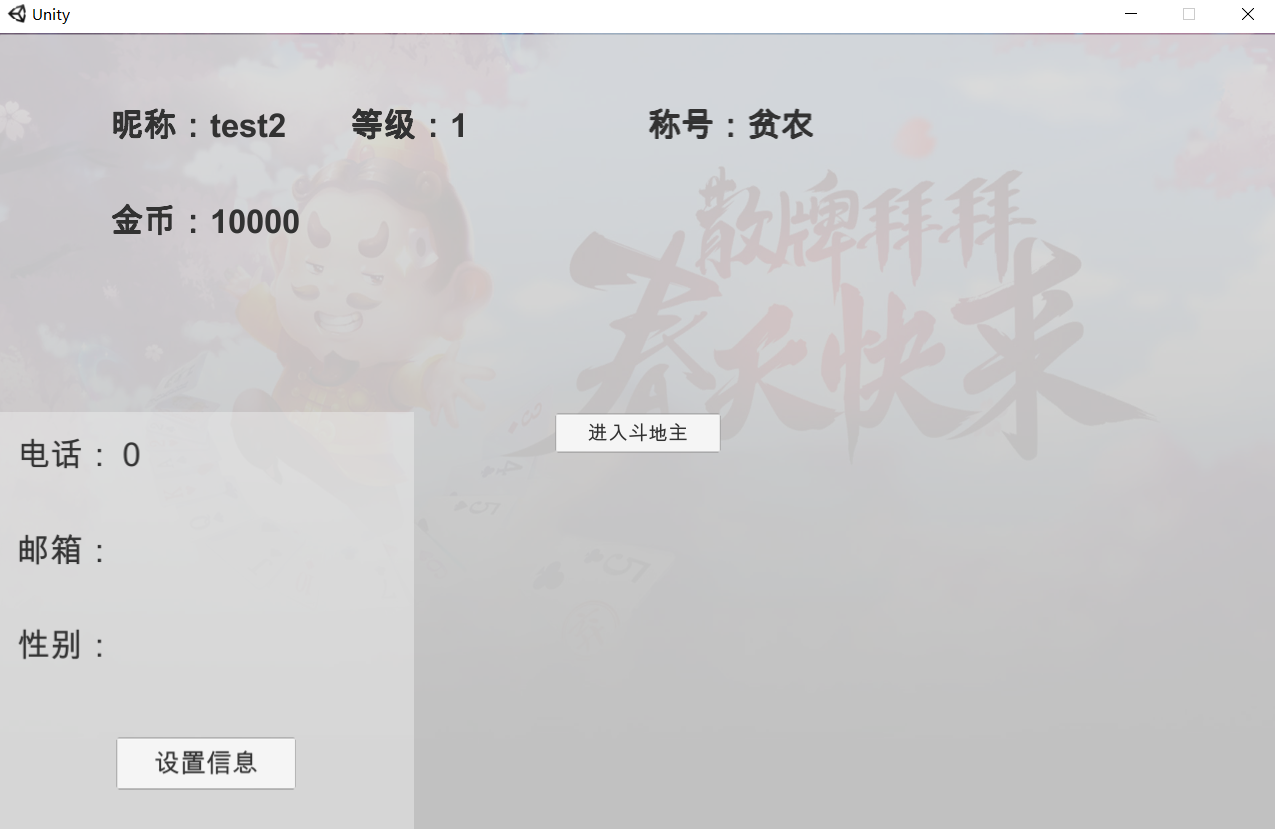 Unity
昵称：test2 等级：1 称号：贫农
金币：10000
散牌拜拜
春天快来
进入斗地主
电话： 0
邮箱：
性别：
设置信息